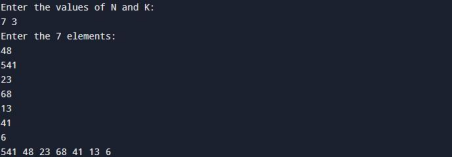 Enter the values of N and K:
7 3
Enter the 7 elements:
48
541
23
68
13
41
6
541 48 23 68 41 13 6